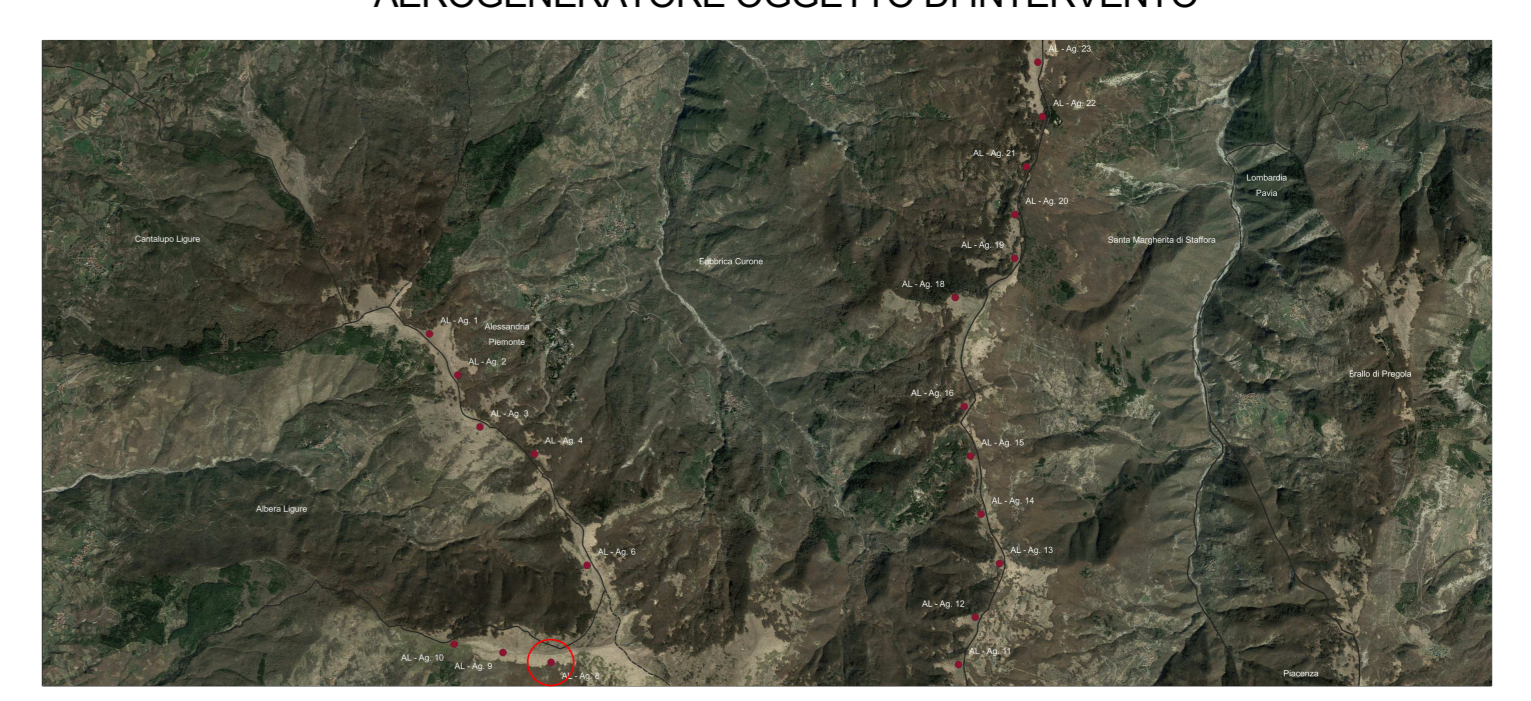 AEROGENERATORE OGGETTO DI INTERVENTO
AL - Ag. 23
AL - Ag. 22
AL - Ag. 21
Lombardia
Pavia
AL - Ag. 20
Cantalupo Ligure
Santa Margherita di Staffora
AL - Ag. 19
Fabbrica Curone
AL - Ag. 18
AL - Ag. 1
Alessandria
Piemonte
AL - Ag. 2
Brallo di Pregola
AL - Ag. 16
AL - Ag. 3
AL - Ag. 4
AL - Ag. 15
AL - Ag. 14
Albera Ligure
AL - Ag. 6
AL - Ag. 13
AL - Ag. 12
AL - Ag. 11
AL - Ag. 10
AL - Ag. 9
AL - Ag. 8
Piacenza